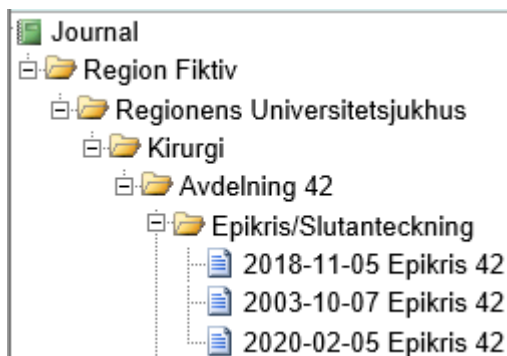 Journal
Region Fiktiv
Regionens Universitetsjukhus
Kirurgi
Avdelning 42
Epikris/Slutanteckning
2018-11-05 Epikris 42
2003-10-07 Epikris 42
2020-02-05 Epikris 42